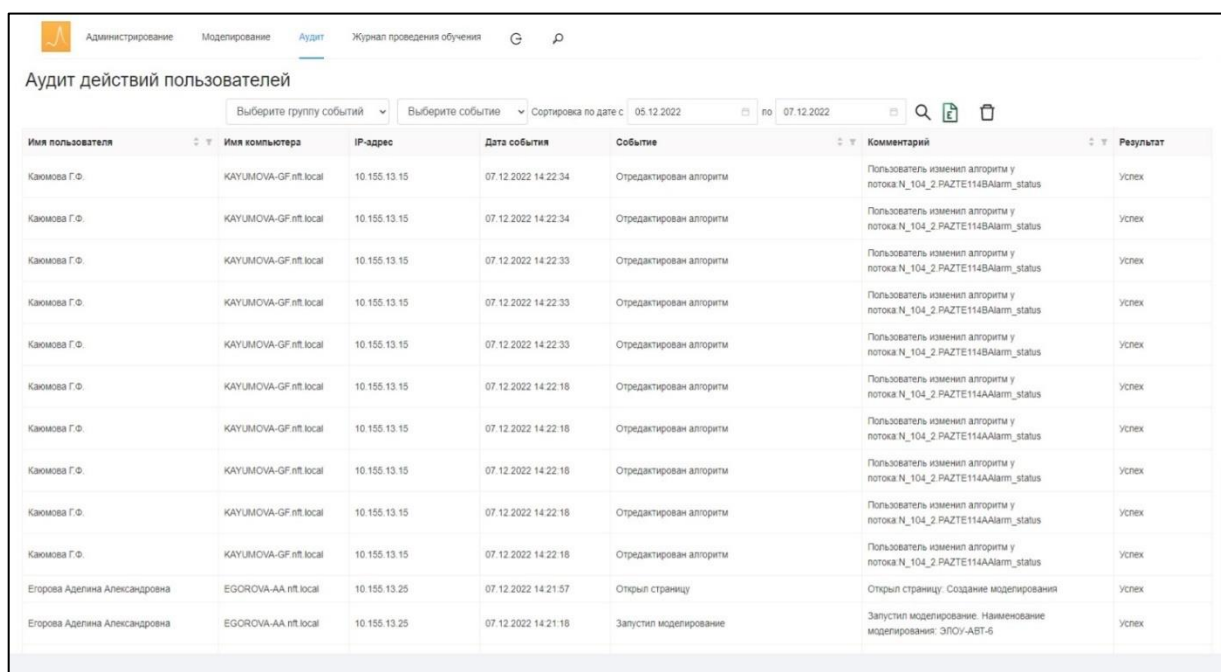 Администрирование Моделирование Аудит Журнал проведения обучения
Аудит действий пользователей
Выберите группу событий Выберите событие Сортировка по дате с 05.12.2022 по 07.12.2022
Имя пользователя Имя компьютера IP-адрес Дата события Событие Комментарий Результат
Пользователь изменил алгоритм у
Каюмова Г.Ф. KAYUMOVA-GF.nft.local 10.155.13.15 07.12.2022 14:22:34 Отредактирован алгоритм Успех
потока:N_104_2.PAZTE114BAlarm_status
Пользователь изменил алгоритм у
Каюмова Г.Ф. KAYUMOVA-GF.nft.local 10.155.13.15 07.12.2022 14:22:34 Отредактирован алгоритм Успех
потока:N_104_2.PAZTE114BAlarm_status
Пользователь изменил алгоритм у
Каюмова Г.Ф. KAYUMOVA-GF.nft.local 10.155.13.15 07.12.2022 14:22:33 Отредактирован алгоритм Успех
потока:N_104_2.PAZTE114BAlarm_status
Пользователь изменил алгоритм у
Каюмова Г.Ф. KAYUMOVA-GF.nft.local 10.155.13.15 07.12.2022 14:22:33 Отредактирован алгоритм Успех
потока:N_104_2.PAZTE114BAlarm_status
Пользователь изменил алгоритм у
Каюмова Г.Ф. KAYUMOVA-GF.nft.local 10.155.13.15 07.12.2022 14:22:33 Отредактирован алгоритм Успех
потока:N_104_2.PAZTE114BAlarm_status
Пользователь изменил алгоритм у
Каюмова Г.Ф. KAYUMOVA-GF.nft.local 10.155.13.15 07.12.2022 14:22:18 Отредактирован алгоритм Успех
потока:N_104_2.PAZTE114AAlarm_status
Пользователь изменил алгоритм у
Каюмова Г.Ф. KAYUMOVA-GF.nft.local 10.155.13.15 07.12.2022 14:22:18 Отредактирован алгоритм Успех
потока:N_104_2.PAZTE114AAlarm_status
Пользователь изменил алгоритм у
Каюмова Г.Ф. KAYUMOVA-GF.nft.local 10.155.13.15 07.12.2022 14:22:18 Отредактирован алгоритм Успех
потока:N_104_2.PAZTE114AAlarm_status
Пользователь изменил алгоритм у
Каюмова Г.Ф. KAYUMOVA-GF.nft.local 10.155.13.15 07.12.2022 14:22:18 Отредактирован алгоритм Успех
потока:N_104_2.PAZTE114AAlarm_status
Пользователь изменил алгоритм у
Каюмова Г.Ф. KAYUMOVA-GF.nft.local 10.155.13.15 07.12.2022 14:22:18 Отредактирован алгоритм Успех
потока:N_104_2.PAZTE114AAlarm_status
Егорова Аделина Александровна EGOROVA-AA.nft.local 10.155.13.25 07.12.2022 14:21:57 Открыл страницу Открыл страницу: Создание моделирования Успех
Запустил моделирование. Наименование
Егорова Аделина Александровна EGOROVA-AA.nft.local 10.155.13.25 07.12.2022 14:21:18 Запустил моделирование Успех
моделирования: ЭЛОУ-АВТ-6